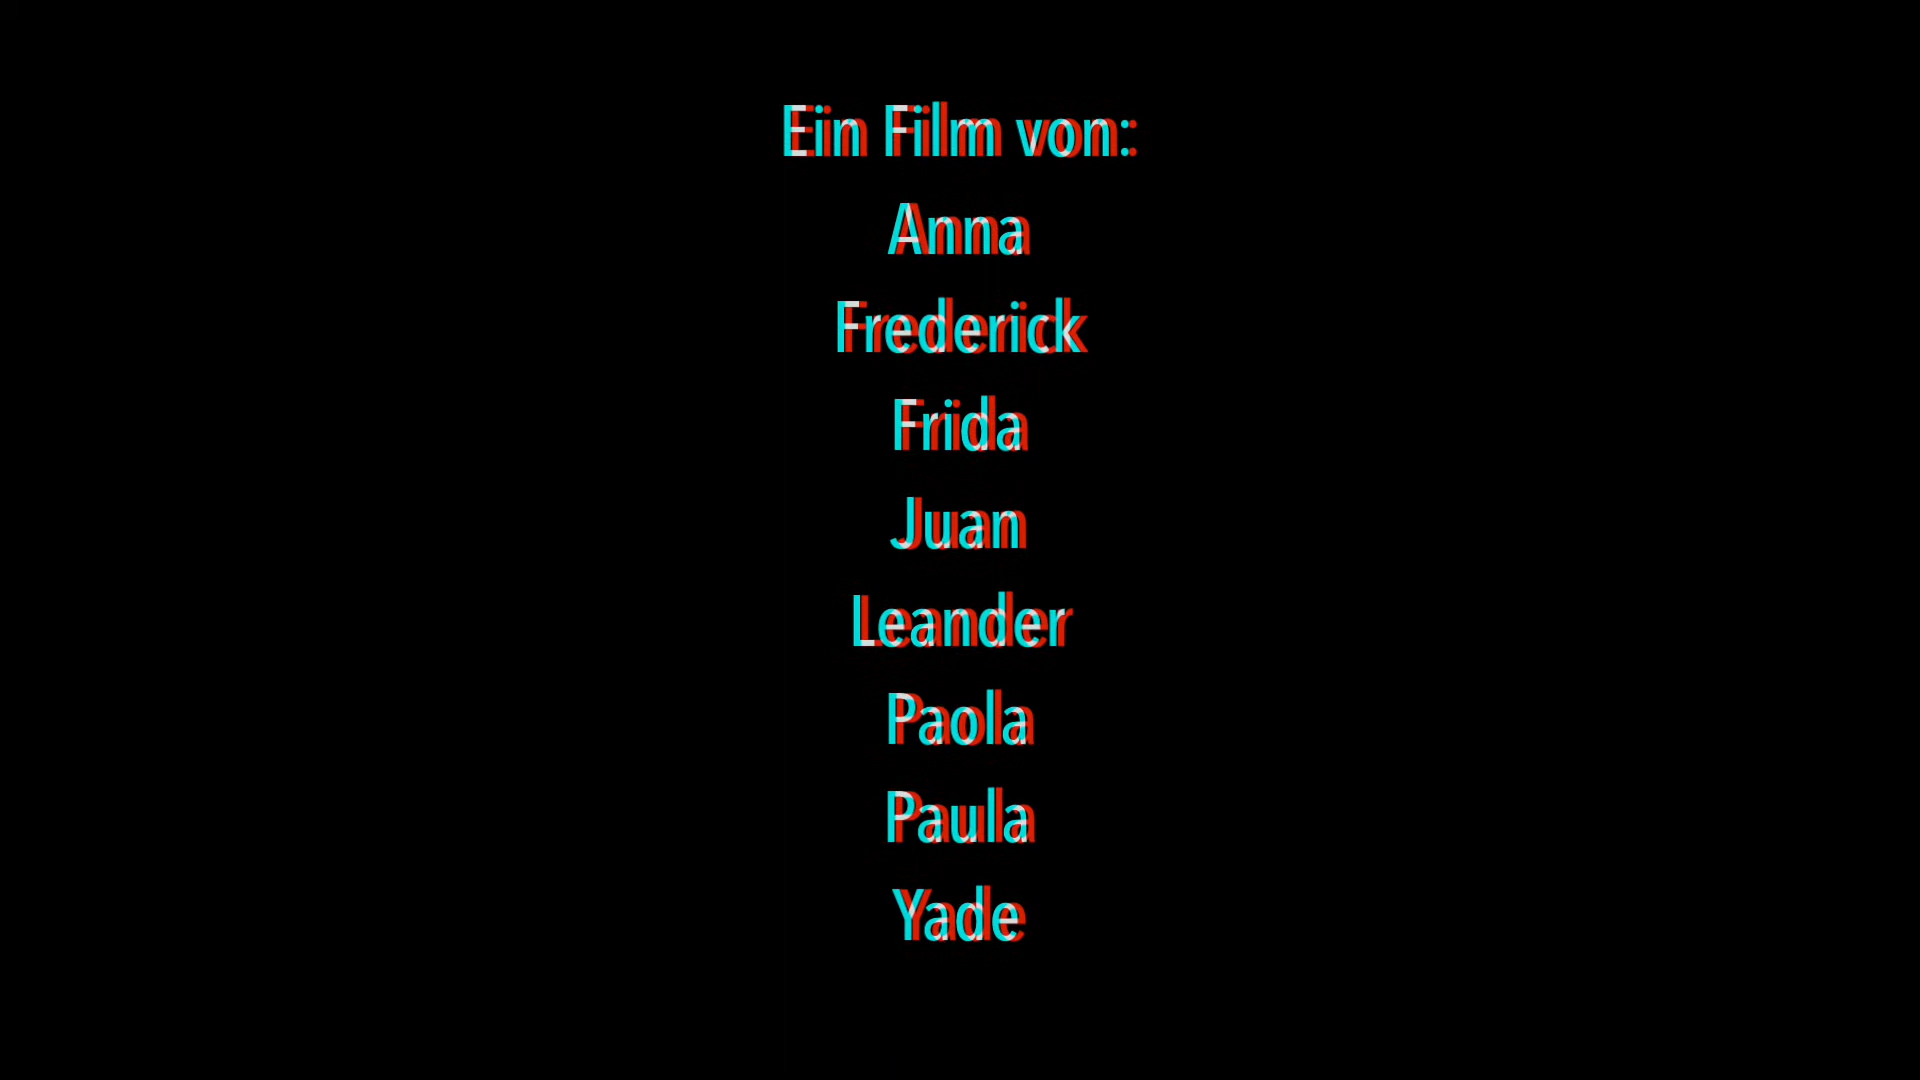 Ein Film von:
Anna
Frederick
Frida
Juan
Leander
Paola
Paula
Yade